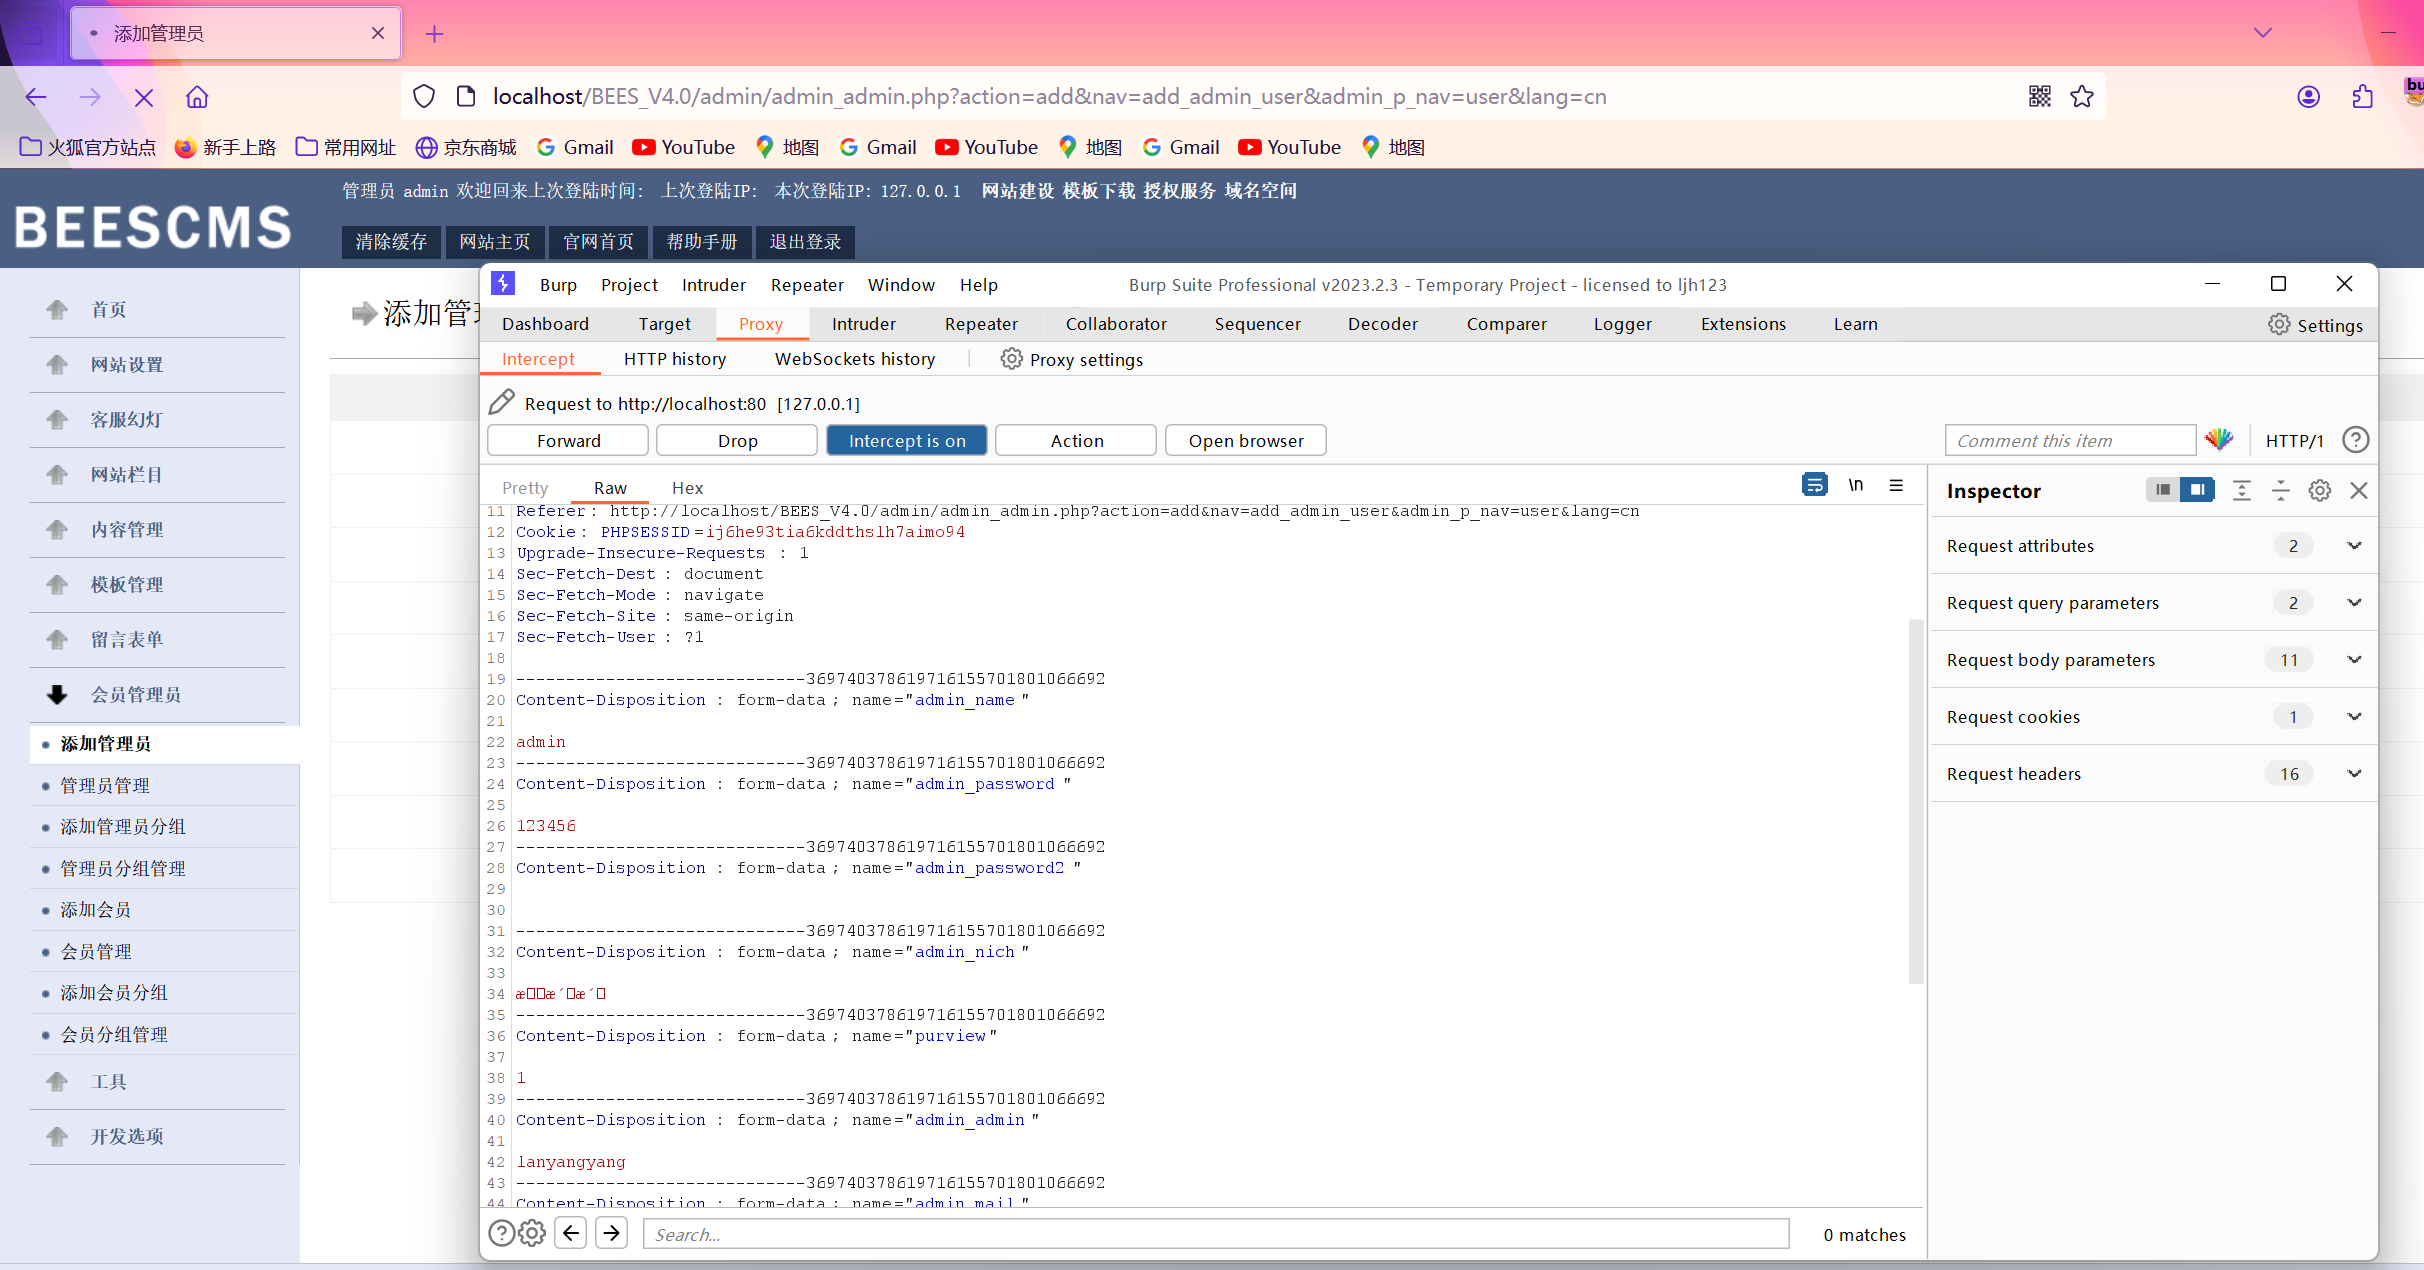 添加管理员
localhost/BEES_V4.0/admin/admin_admin.php?action=add&nav=add_admin_user&admin_p_nav=user&lang=cn
火狐官方站点 新手上路 常用网址 京东商城 Gmail YouTube 地图 Gmail YouTube 地图 Gmail YouTube 地图
管理员 admin 欢迎回来上次登陆时间: 上次登陆IP: 本次登陆IP: 127.0.0.1 网站建设 模板下载 授权服务 域名空间
BEESCMS
清除缓存 网站主页 官网首页 帮助手册 退出登录
首页
网站设置
客服幻灯
网站栏目
内容管理
模板管理
留言表单
会员管理员
添加管理员
管理员管理
添加管理员分组
管理员分组管理
添加会员
会员管理
添加会员分组
会员分组管理
工具
开发选项
添加管
Burp Project Intruder Repeater Window Help Burp Suite Professional v2023.2.3 - Temporary Project - licensed to ljh123
Dashboard Target Proxy Intruder Repeater Collaborator Sequencer Decoder Comparer Logger Extensions Learn Settings
Intercept HTTP history WebSockets history Proxy settings
Request to http://localhost:80 [127.0.0.1]
Forward Drop Intercept is on Action Open browser Comment this item HTTP/1
Pretty Raw Hex \n
11 Referer: http://localhost/BEES_V4.0/admin/admin_admin.php?action=add&nav=add_admin_user&admin_p_nav=user&lang=cn
12 Cookie: PHPSESSID=ij6he93tia6kddthslh7aimo94
13 Upgrade-Insecure-Requests : 1
14 Sec-Fetch-Dest : document
15 Sec-Fetch-Mode : navigate
16 Sec-Fetch-Site : same-origin
17 Sec-Fetch-User : ?1
18
19 -----------------------------369740378619716155701801066692
20 Content-Disposition : form-data; name="admin_name"
21
22 admin
23 -----------------------------369740378619716155701801066692
24 Content-Disposition : form-data; name="admin_password"
25
26 123456
27 -----------------------------369740378619716155701801066692
28 Content-Disposition : form-data; name="admin_password2"
29
30
31 -----------------------------369740378619716155701801066692
32 Content-Disposition : form-data; name="admin_nich"
33
34 æ□□æ´□æ´□
35 -----------------------------369740378619716155701801066692
36 Content-Disposition : form-data; name="purview"
37
38 1
39 -----------------------------369740378619716155701801066692
40 Content-Disposition : form-data; name="admin_admin"
41
42 lanyangyang
43 -----------------------------369740378619716155701801066692
44 Content-Disposition : form-data; name="admin_mail"
Search... 0 matches
Inspector
Request attributes 2
Request query parameters 2
Request body parameters 11
Request cookies 1
Request headers 16